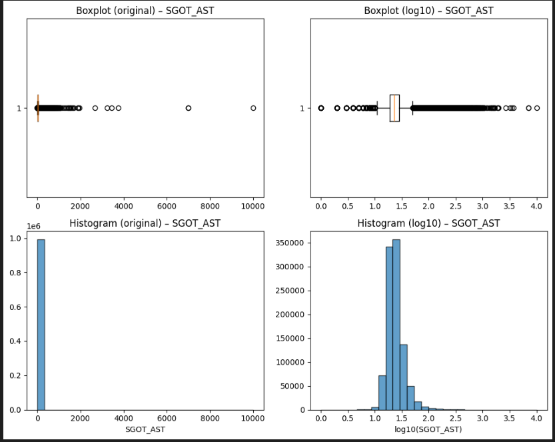 Boxplot (original) – SGOT_AST
1
0 2000 4000 6000 8000 10000
Boxplot (log10) – SGOT_AST
1
0.0 0.5 1.0 1.5 2.0 2.5 3.0 3.5 4.0
Histogram (original) – SGOT_AST
1e6
1.0
0.8
0.6
0.4
0.2
0.0
0 2000 4000 6000 8000 10000
SGOT_AST
Histogram (log10) – SGOT_AST
350000
300000
250000
200000
150000
100000
50000
0
0.0 0.5 1.0 1.5 2.0 2.5 3.0 3.5 4.0
log10(SGOT_AST)